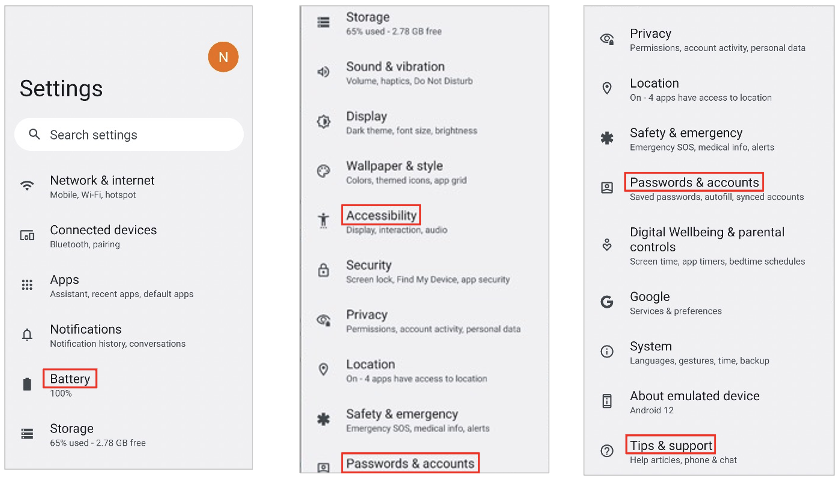 N
Settings
Search settings
Network & internet
Mobile, Wi-Fi, hotspot
Connected devices
Bluetooth, pairing
Apps
Assistant, recent apps, default apps
Notifications
Notification history, conversations
Battery
100%
Storage
65% used - 2.78 GB free
Storage
65% used - 2.78 GB free
Sound & vibration
Volume, haptics, Do Not Disturb
Display
Dark theme, font size, brightness
Wallpaper & style
Colors, themed icons, app grid
Accessibility
Display, interaction, audio
Security
Screen lock, Find My Device, app security
Privacy
Permissions, account activity, personal data
Location
On - 4 apps have access to location
Safety & emergency
Emergency SOS, medical info, alerts
Passwords & accounts
Privacy
Permissions, account activity, personal data
Location
On - 4 apps have access to location
Safety & emergency
Emergency SOS, medical info, alerts
Passwords & accounts
Saved passwords, autofill, synced accounts
Digital Wellbeing & parental
controls
Screen time, app timers, bedtime schedules
Google
Services & preferences
System
Languages, gestures, time, backup
About emulated device
Android 12
Tips & support
Help articles, phone & chat